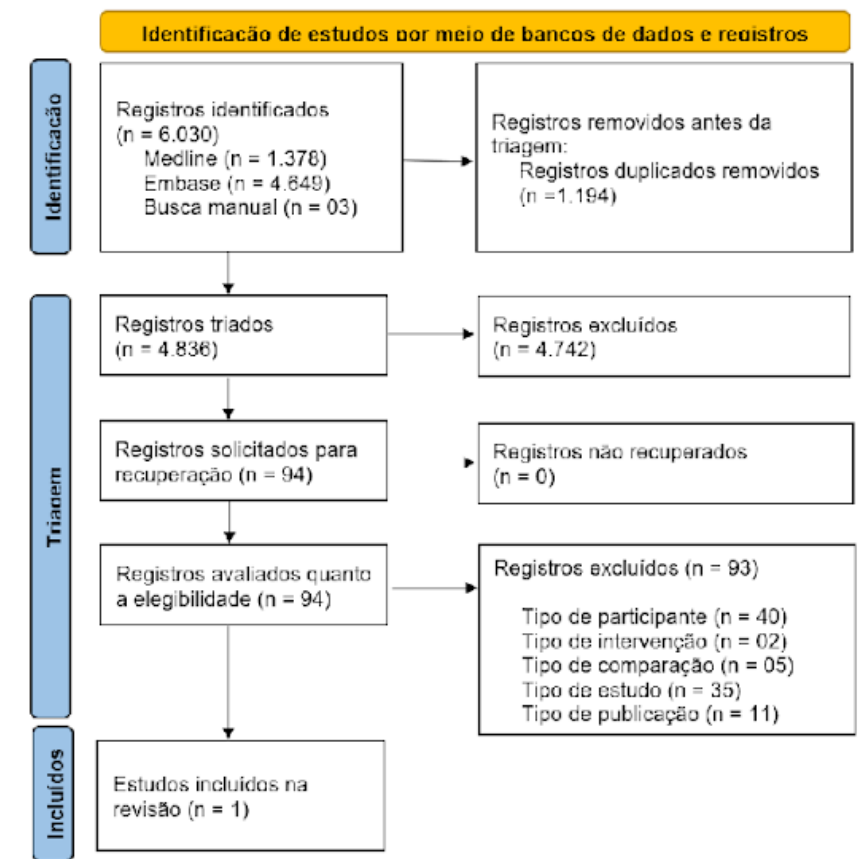 Identificação de estudos por meio de bancos de dados e registros
Identificação
Registros identificados
(n = 6.030)
Medline (n = 1.378)
Embase (n = 4.649)
Busca manual (n = 03)
Registros removidos antes da
triagem:
Registros duplicados removidos
(n =1.194)
Triagem
Registros triados
(n = 4.836)
Registros excluídos
(n = 4.742)
Registros solicitados para
recuperação (n = 94)
Registros não recuperados
(n = 0)
Registros avaliados quanto
a elegibilidade (n = 94)
Registros excluídos (n = 93)
Tipo de participante (n = 40)
Tipo de intervenção (n = 02)
Tipo de comparação (n = 05)
Tipo de estudo (n = 35)
Tipo de publicação (n = 11)
Incluídos
Estudos incluídos na
revisão (n = 1)